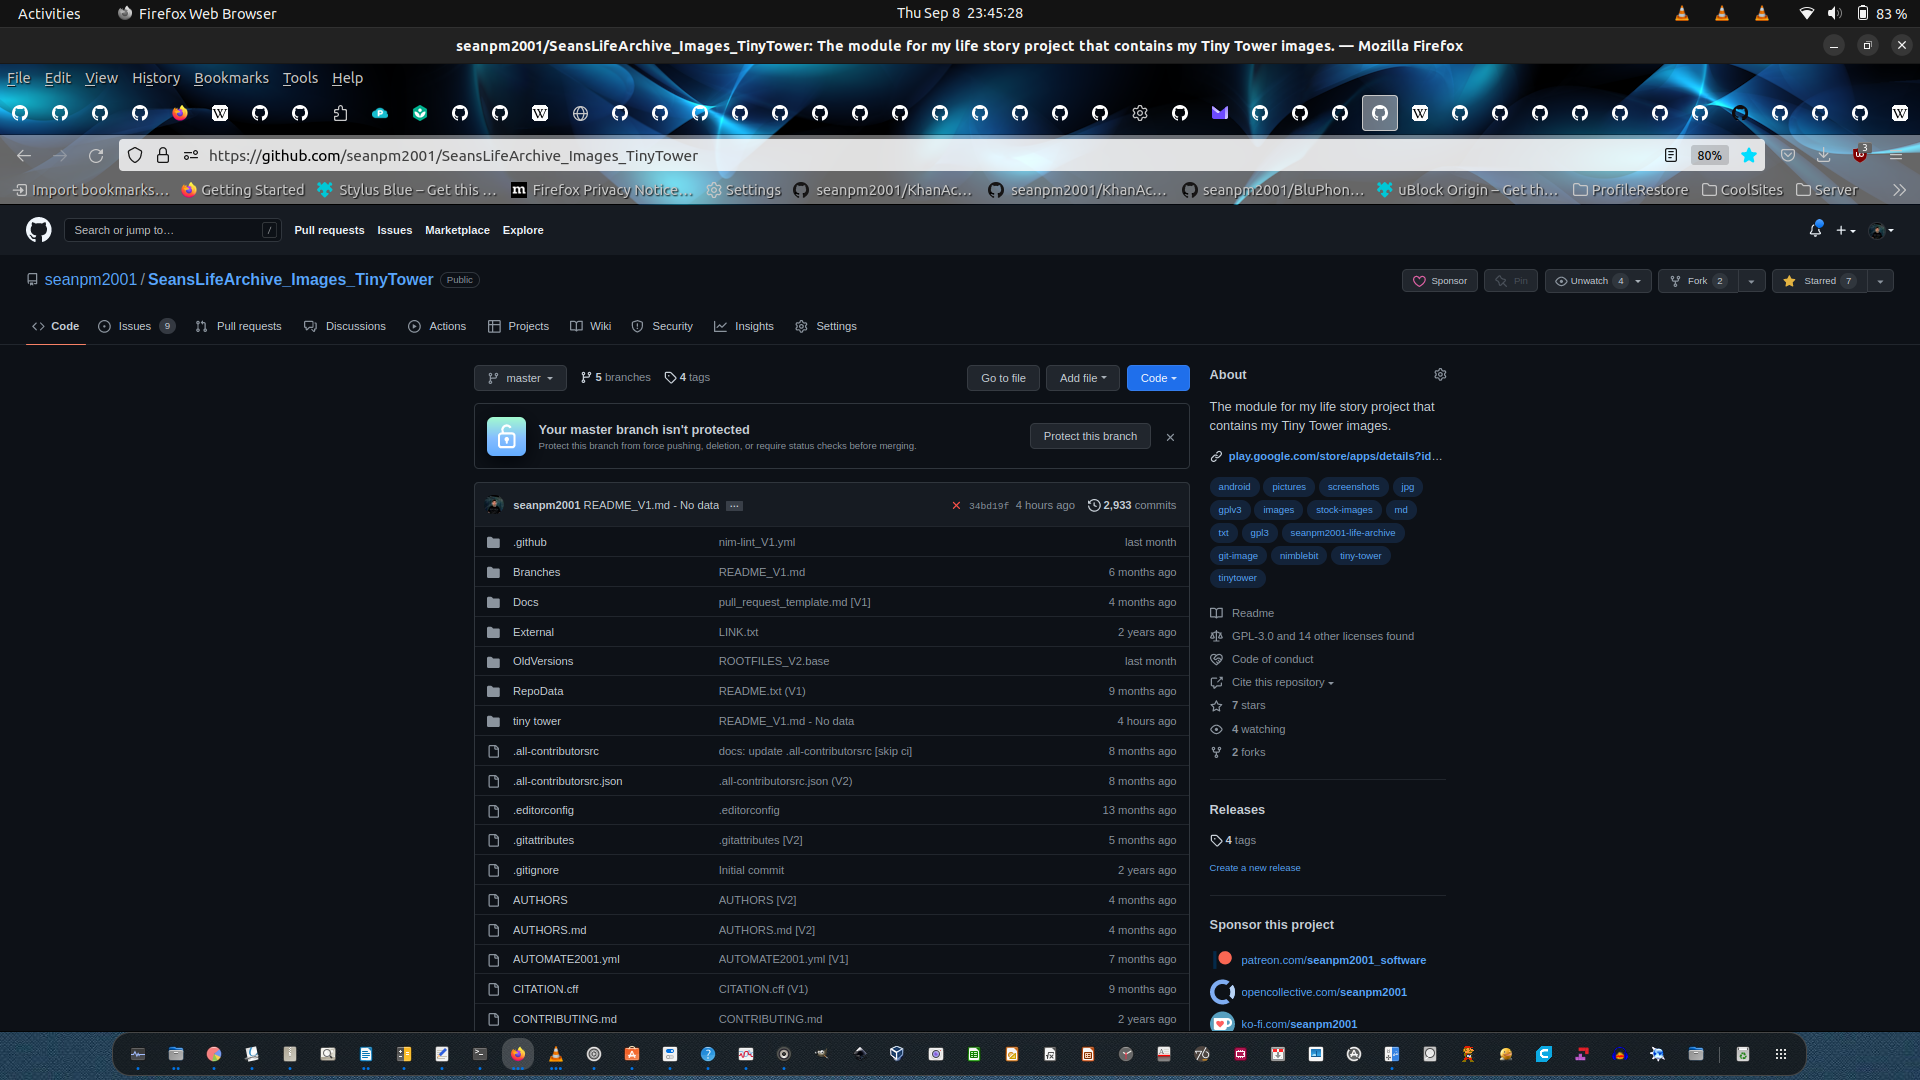 Activities
Firefox Web Browser
Thu Sep 8 23:45:28
83 %
seanpm2001/SeansLifeArchive_Images_TinyTower: The module for my life story project that contains my Tiny Tower images. — Mozilla Firefox
File Edit View History Bookmarks Tools Help
https://github.com/seanpm2001/SeansLifeArchive_Images_TinyTower
80%
3
Import bookmarks…
Getting Started
Stylus Blue – Get this …
Firefox Privacy Notice…
Settings
seanpm2001/KhanAc…
seanpm2001/KhanAc…
seanpm2001/BluPhon…
uBlock Origin – Get th…
ProfileRestore
CoolSites
Server
Search or jump to…
/
Pull requests
Issues
Marketplace
Explore
seanpm2001 / SeansLifeArchive_Images_TinyTower
Public
Sponsor
Pin
Unwatch 4
Fork 2
Starred 7
Code
Issues 9
Pull requests
Discussions
Actions
Projects
Wiki
Security
Insights
Settings
master
5 branches
4 tags
Go to file
Add file
Code
Your master branch isn't protected
Protect this branch from force pushing, deletion, or require status checks before merging.
Protect this branch
seanpm2001 README_V1.md - No data
34bd19f 4 hours ago
2,933 commits
.github nim-lint_V1.yml last month
Branches README_V1.md 6 months ago
Docs pull_request_template.md [V1] 4 months ago
External LINK.txt 2 years ago
OldVersions ROOTFILES_V2.base last month
RepoData README.txt (V1) 9 months ago
tiny tower README_V1.md - No data 4 hours ago
.all-contributorsrc docs: update .all-contributorsrc [skip ci] 8 months ago
.all-contributorsrc.json .all-contributorsrc.json (V2) 8 months ago
.editorconfig .editorconfig 13 months ago
.gitattributes .gitattributes [V2] 5 months ago
.gitignore Initial commit 2 years ago
AUTHORS AUTHORS [V2] 4 months ago
AUTHORS.md AUTHORS.md [V2] 4 months ago
AUTOMATE2001.yml AUTOMATE2001.yml [V1] 7 months ago
CITATION.cff CITATION.cff (V1) 9 months ago
CONTRIBUTING.md CONTRIBUTING.md 2 years ago
About
The module for my life story project that
contains my Tiny Tower images.
play.google.com/store/apps/details?id…
android pictures screenshots jpg
gplv3 images stock-images md
txt gpl3 seanpm2001-life-archive
git-image nimblebit tiny-tower
tinytower
Readme
GPL-3.0 and 14 other licenses found
Code of conduct
Cite this repository
7 stars
4 watching
2 forks
Releases
4 tags
Create a new release
Sponsor this project
patreon.com/seanpm2001_software
opencollective.com/seanpm2001
ko-fi.com/seanpm2001